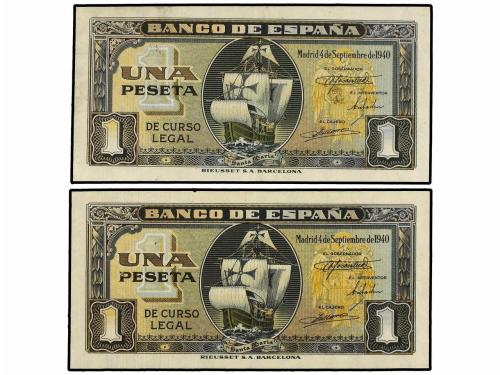 BANCO DE ESPAÑA
Madrid 4 de Septiembre de 1940
EL GOBERNADOR
UNA
PESETA
EL INTERVENTOR
DE CURSO
LEGAL
EL CAJERO
1
1
Santa Maria
RIEUSSET S.A. BARCELONA
BANCO DE ESPAÑA
Madrid 4 de Septiembre de 1940
EL GOBERNADOR
UNA
PESETA
EL INTERVENTOR
DE CURSO
LEGAL
EL CAJERO
1
1
Santa Maria
RIEUSSET S.A. BARCELONA